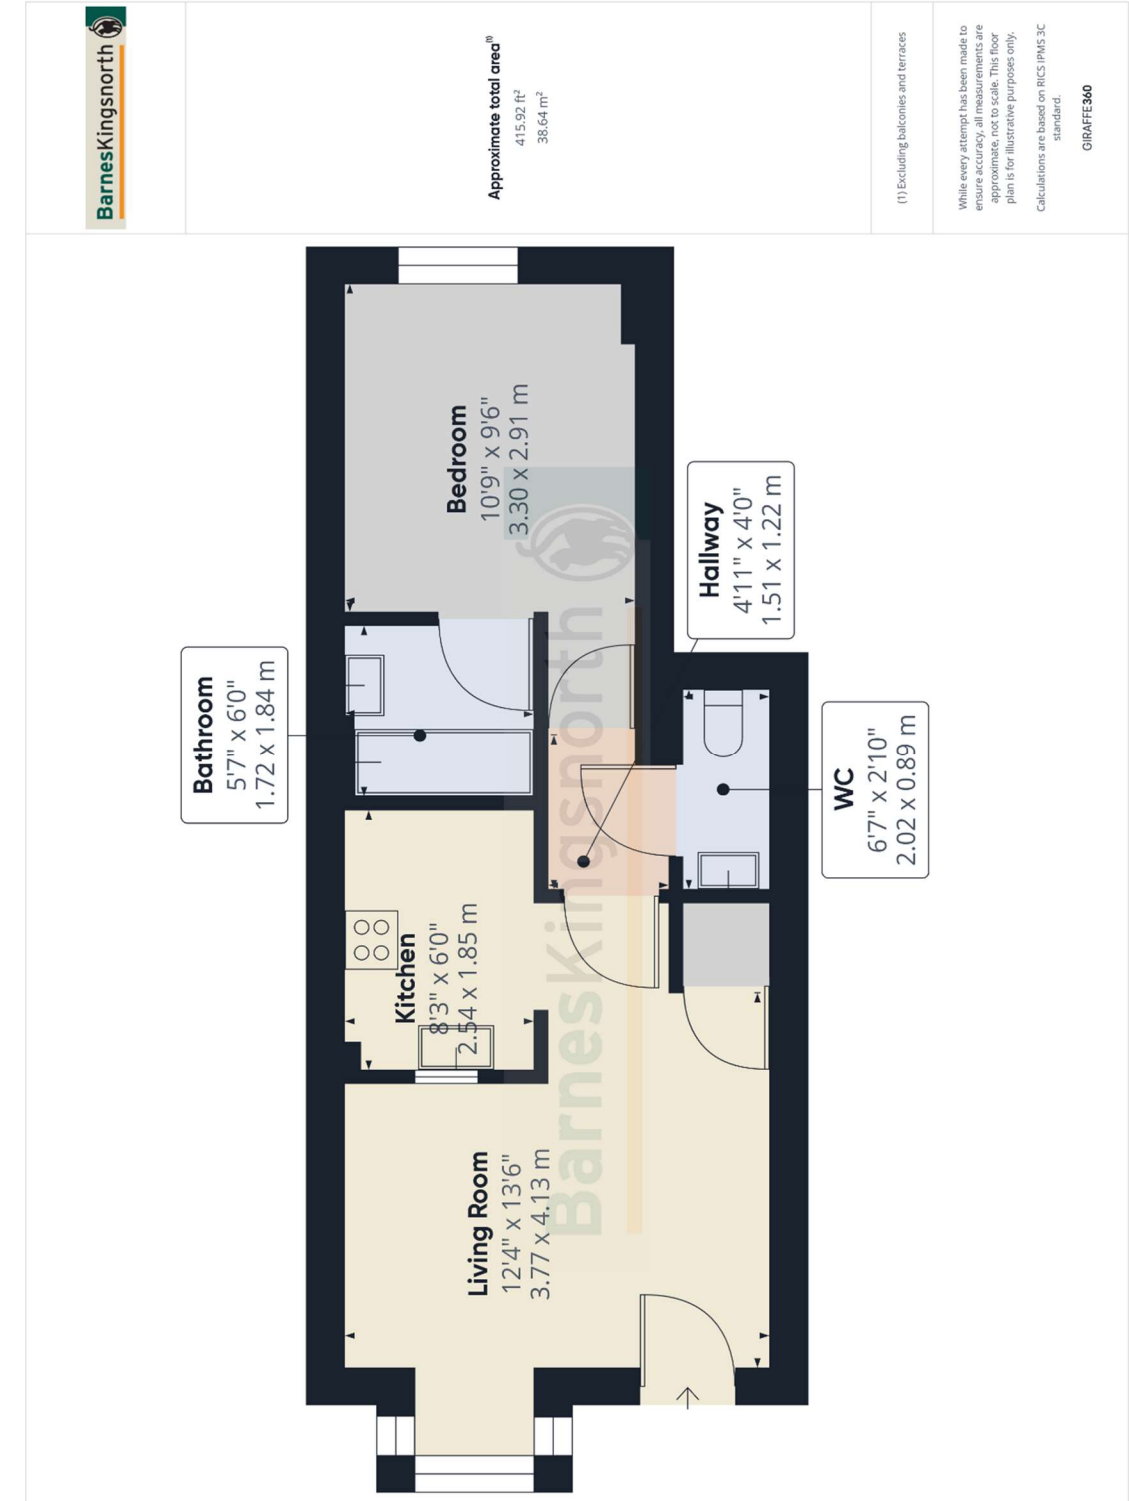 BarnesKingsnorth
Approximate total area⁽¹⁾
415.92 ft²
38.64 m²
(1) Excluding balconies and terraces
While every attempt has been made to
ensure accuracy, all measurements are
approximate, not to scale. This floor
plan is for illustrative purposes only.
Calculations are based on RICS IPMS 3C
standard.
GIRAFFE360
Bathroom
5'7" x 6'0"
1.72 x 1.84 m
Bedroom
10'9" x 9'6"
3.30 x 2.91 m
Hallway
4'11" x 4'0"
1.51 x 1.22 m
WC
6'7" x 2'10"
2.02 x 0.89 m
Kitchen
8'3" x 6'0"
2.54 x 1.85 m
Living Room
12'4" x 13'6"
3.77 x 4.13 m
BarnesKingsnorth